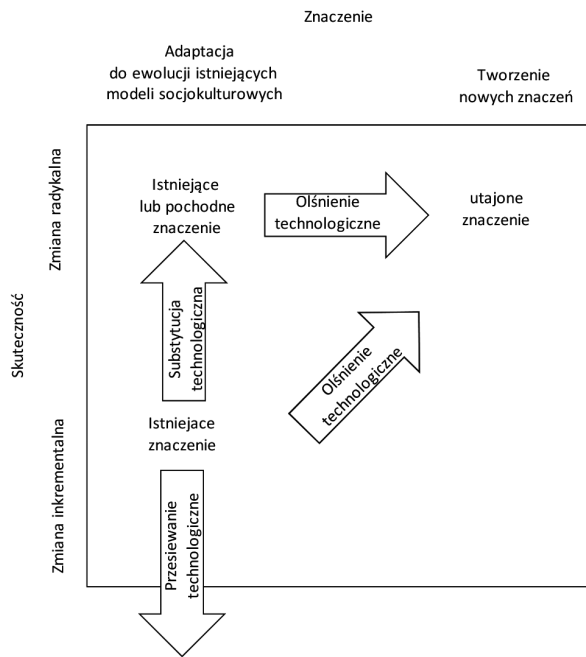 Znaczenie
Adaptacja
do ewolucji istniejących
modeli socjokulturowych
Tworzenie
nowych znaczeń
Skuteczność
Zmiana radykalna
Istniejące
lub pochodne
znaczenie
Olśnienie
technologiczne
utajone
znaczenie
Substytucja
technologiczna
Olśnienie
technologiczne
Zmiana inkrementalna
Istniejace
znaczenie
Przesiewanie
technologiczne